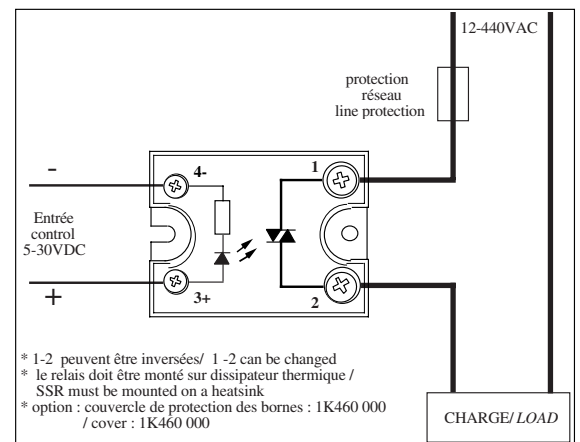 12-440VAC
protection
réseau
line protection
1
4-
-
Entrée
control
5-30VDC
+
3+
2
* 1-2 peuvent être inversées/ 1 -2 can be changed
* le relais doit être monté sur dissipateur thermique /
SSR must be mounted on a heatsink
* option : couvercle de protection des bornes : 1K460 000
/ cover : 1K460 000
CHARGE/ LOAD